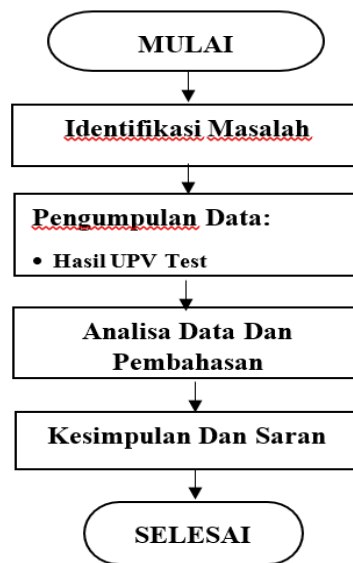 MULAI
Identifikasi Masalah
Pengumpulan Data:
• Hasil UPV Test
Analisa Data Dan
Pembahasan
Kesimpulan Dan Saran
SELESAI